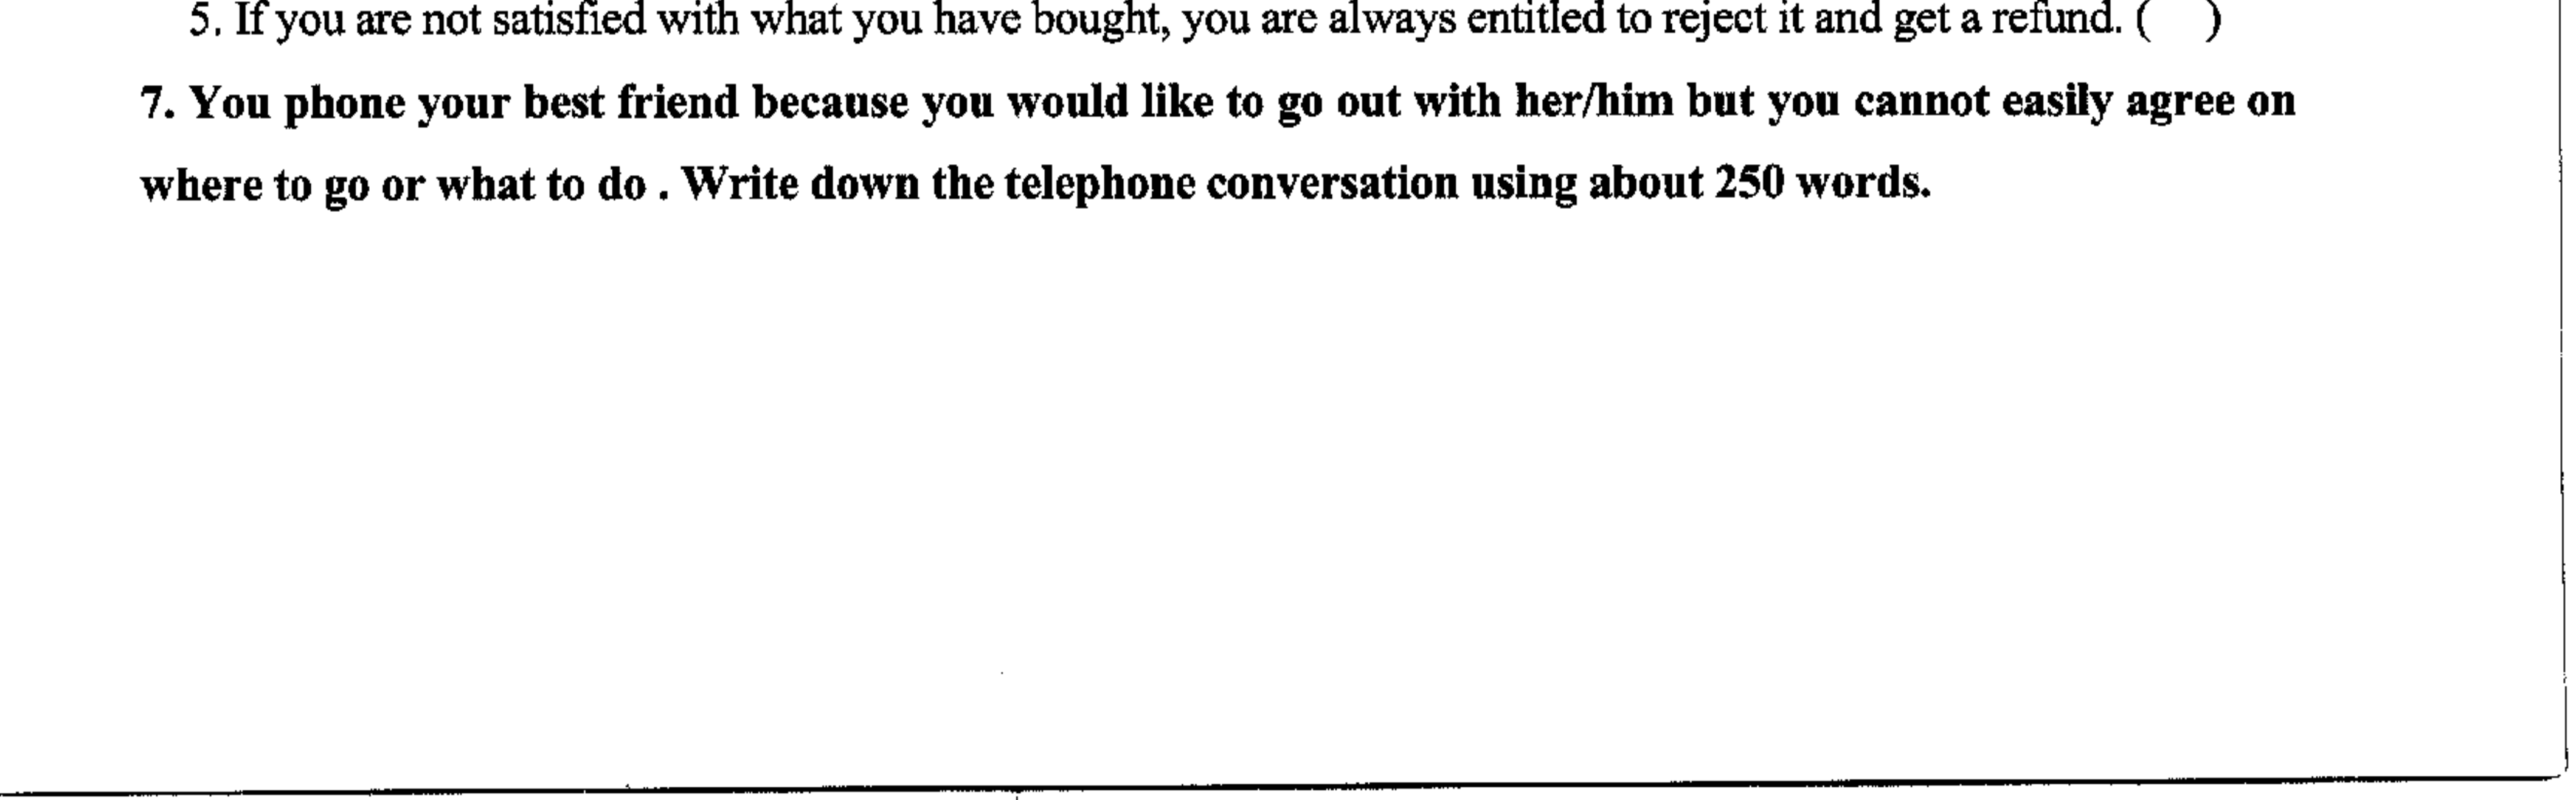 5. If you are not satisfied with what you have bought, you are always entitled to reject it and get a refund. (    )
7. You phone your best friend because you would like to go out with her/him but you cannot easily agree on
where to go or what to do . Write down the telephone conversation using about 250 words.